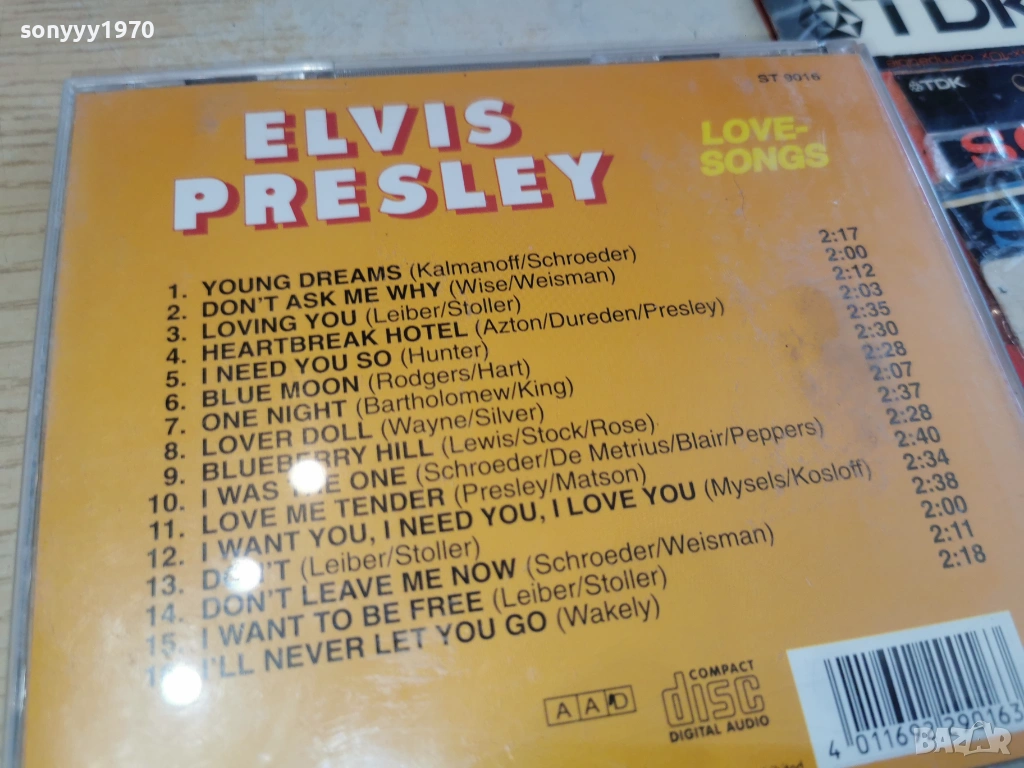 sonyyy1970
TDK
TDK
ST 9016
ELVIS
PRESLEY
LOVE-
SONGS
1. YOUNG DREAMS (Kalmanoff/Schroeder) 2:17
2. DON'T ASK ME WHY (Wise/Weisman) 2:00
3. LOVING YOU (Leiber/Stoller) 2:12
4. HEARTBREAK HOTEL (Azton/Dureden/Presley) 2:03
5. I NEED YOU SO (Hunter) 2:35
6. BLUE MOON (Rodgers/Hart) 2:30
7. ONE NIGHT (Bartholomew/King) 2:28
8. LOVER DOLL (Wayne/Silver) 2:07
9. BLUEBERRY HILL (Lewis/Stock/Rose) 2:37
10. I WAS THE ONE (Schroeder/De Metrius/Blair/Peppers) 2:28
11. LOVE ME TENDER (Presley/Matson) 2:40
12. I WANT YOU, I NEED YOU, I LOVE YOU (Mysels/Kosloff) 2:34
13. DON'T (Leiber/Stoller) 2:38
14. DON'T LEAVE ME NOW (Schroeder/Weisman) 2:00
15. I WANT TO BE FREE (Leiber/Stoller) 2:11
I'LL NEVER LET YOU GO (Wakely) 2:18
AAD
COMPACT
disc
DIGITAL AUDIO
BAZAR